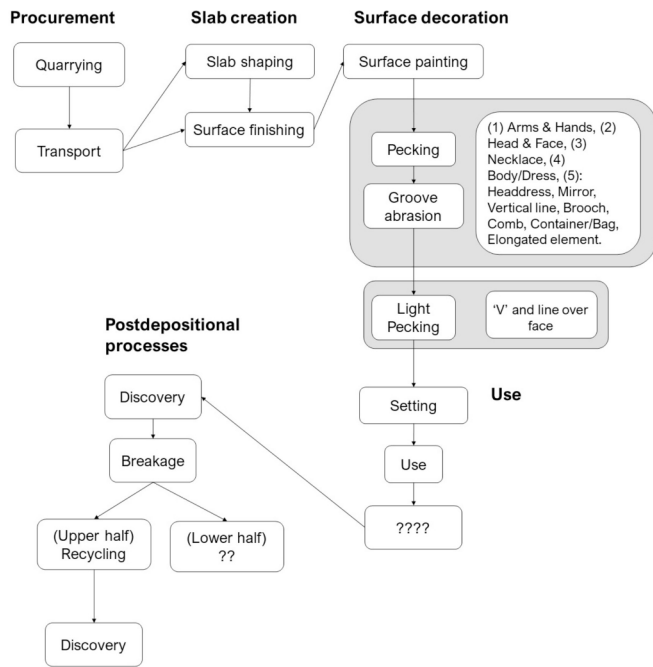 Procurement
Slab creation
Surface decoration
Quarrying
Slab shaping
Surface painting
Transport
Surface finishing
Pecking
Groove
abrasion
(1) Arms & Hands, (2)
Head & Face, (3)
Necklace, (4)
Body/Dress, (5):
Headdress, Mirror,
Vertical line, Brooch,
Comb, Container/Bag,
Elongated element.
Light
Pecking
‘V’ and line over
face
Postdepositional
processes
Use
Discovery
Setting
Breakage
Use
(Upper half)
Recycling
(Lower half)
??
????
Discovery